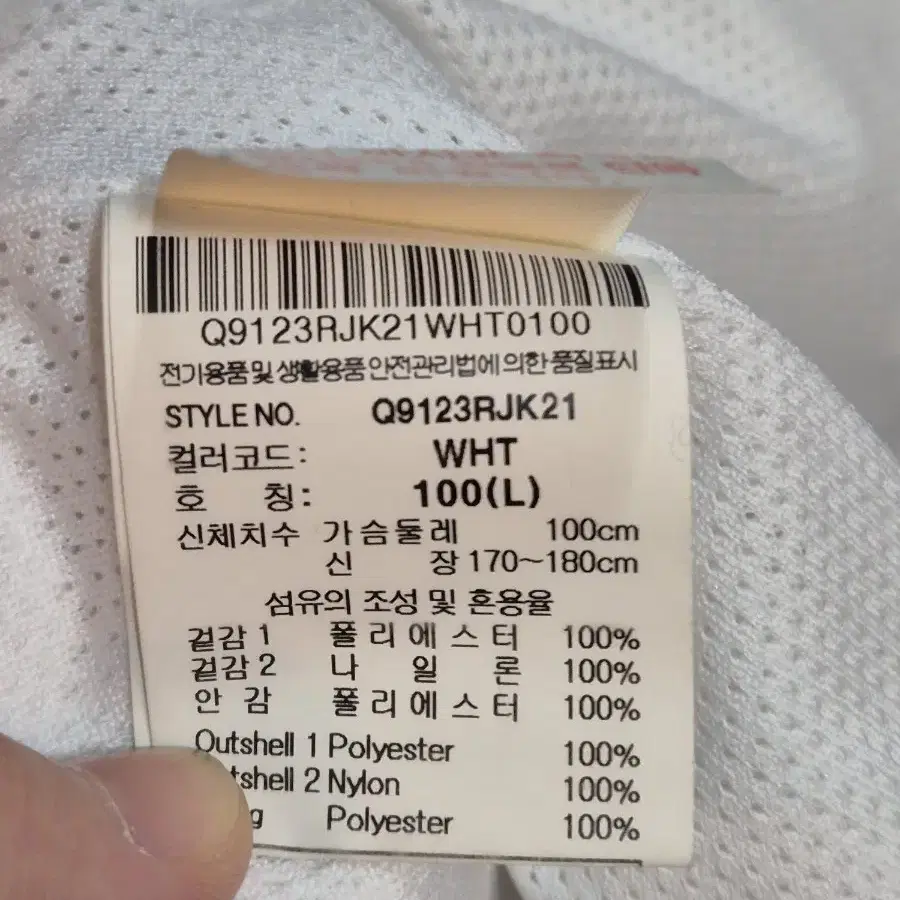 Q9123RJK21WHT0100
전기용품 및 생활용품 안전관리법에 의한 품질표시
STYLE NO. Q9123RJK21
컬러코드: WHT
호 칭: 100(L)
신체치수 가슴둘레 100cm
신 장 170~180cm
섬유의 조성 및 혼용율
겉감 1 폴리에스터 100%
겉감 2 나일론 100%
안 감 폴리에스터 100%
Outshell 1 Polyester 100%
tshell 2 Nylon 100%
g Polyester 100%